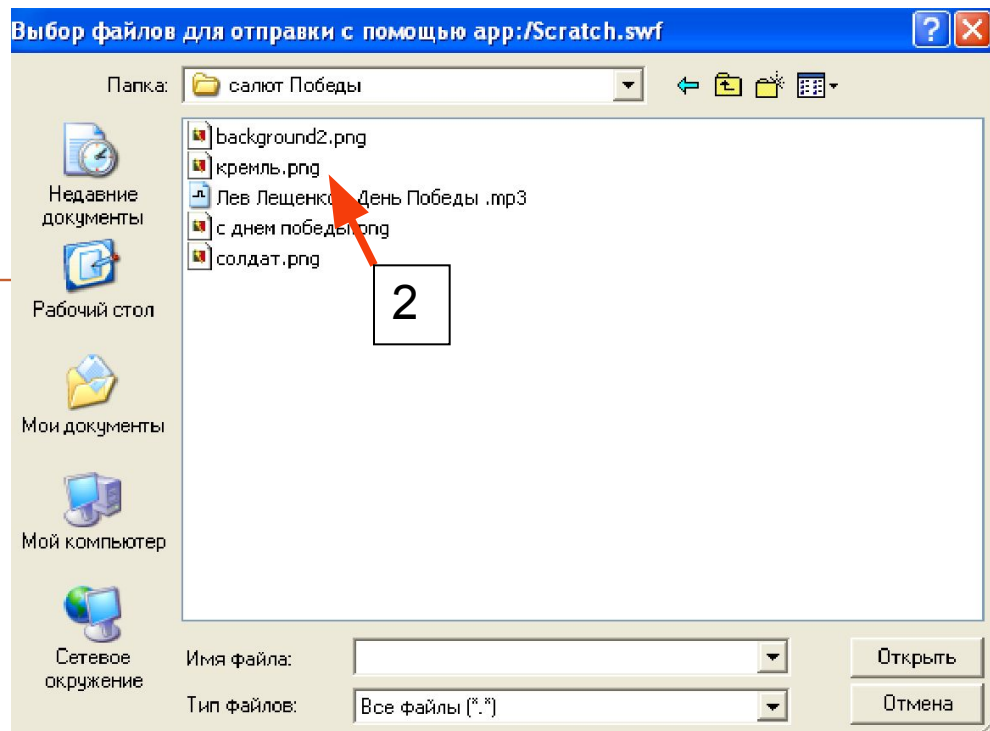 Выбор файлов для отправки с помощью app:/Scratch.swf
Папка: салют Победы
background2.png
кремль.png
Лев Лещенко День Победы .mp3
с днем победы.png
солдат.png
2
Недавние
документы
Рабочий стол
Мои документы
Мой компьютер
Сетевое
окружение
Имя файла:
Открыть
Тип файлов: Все файлы (*.*)
Отмена